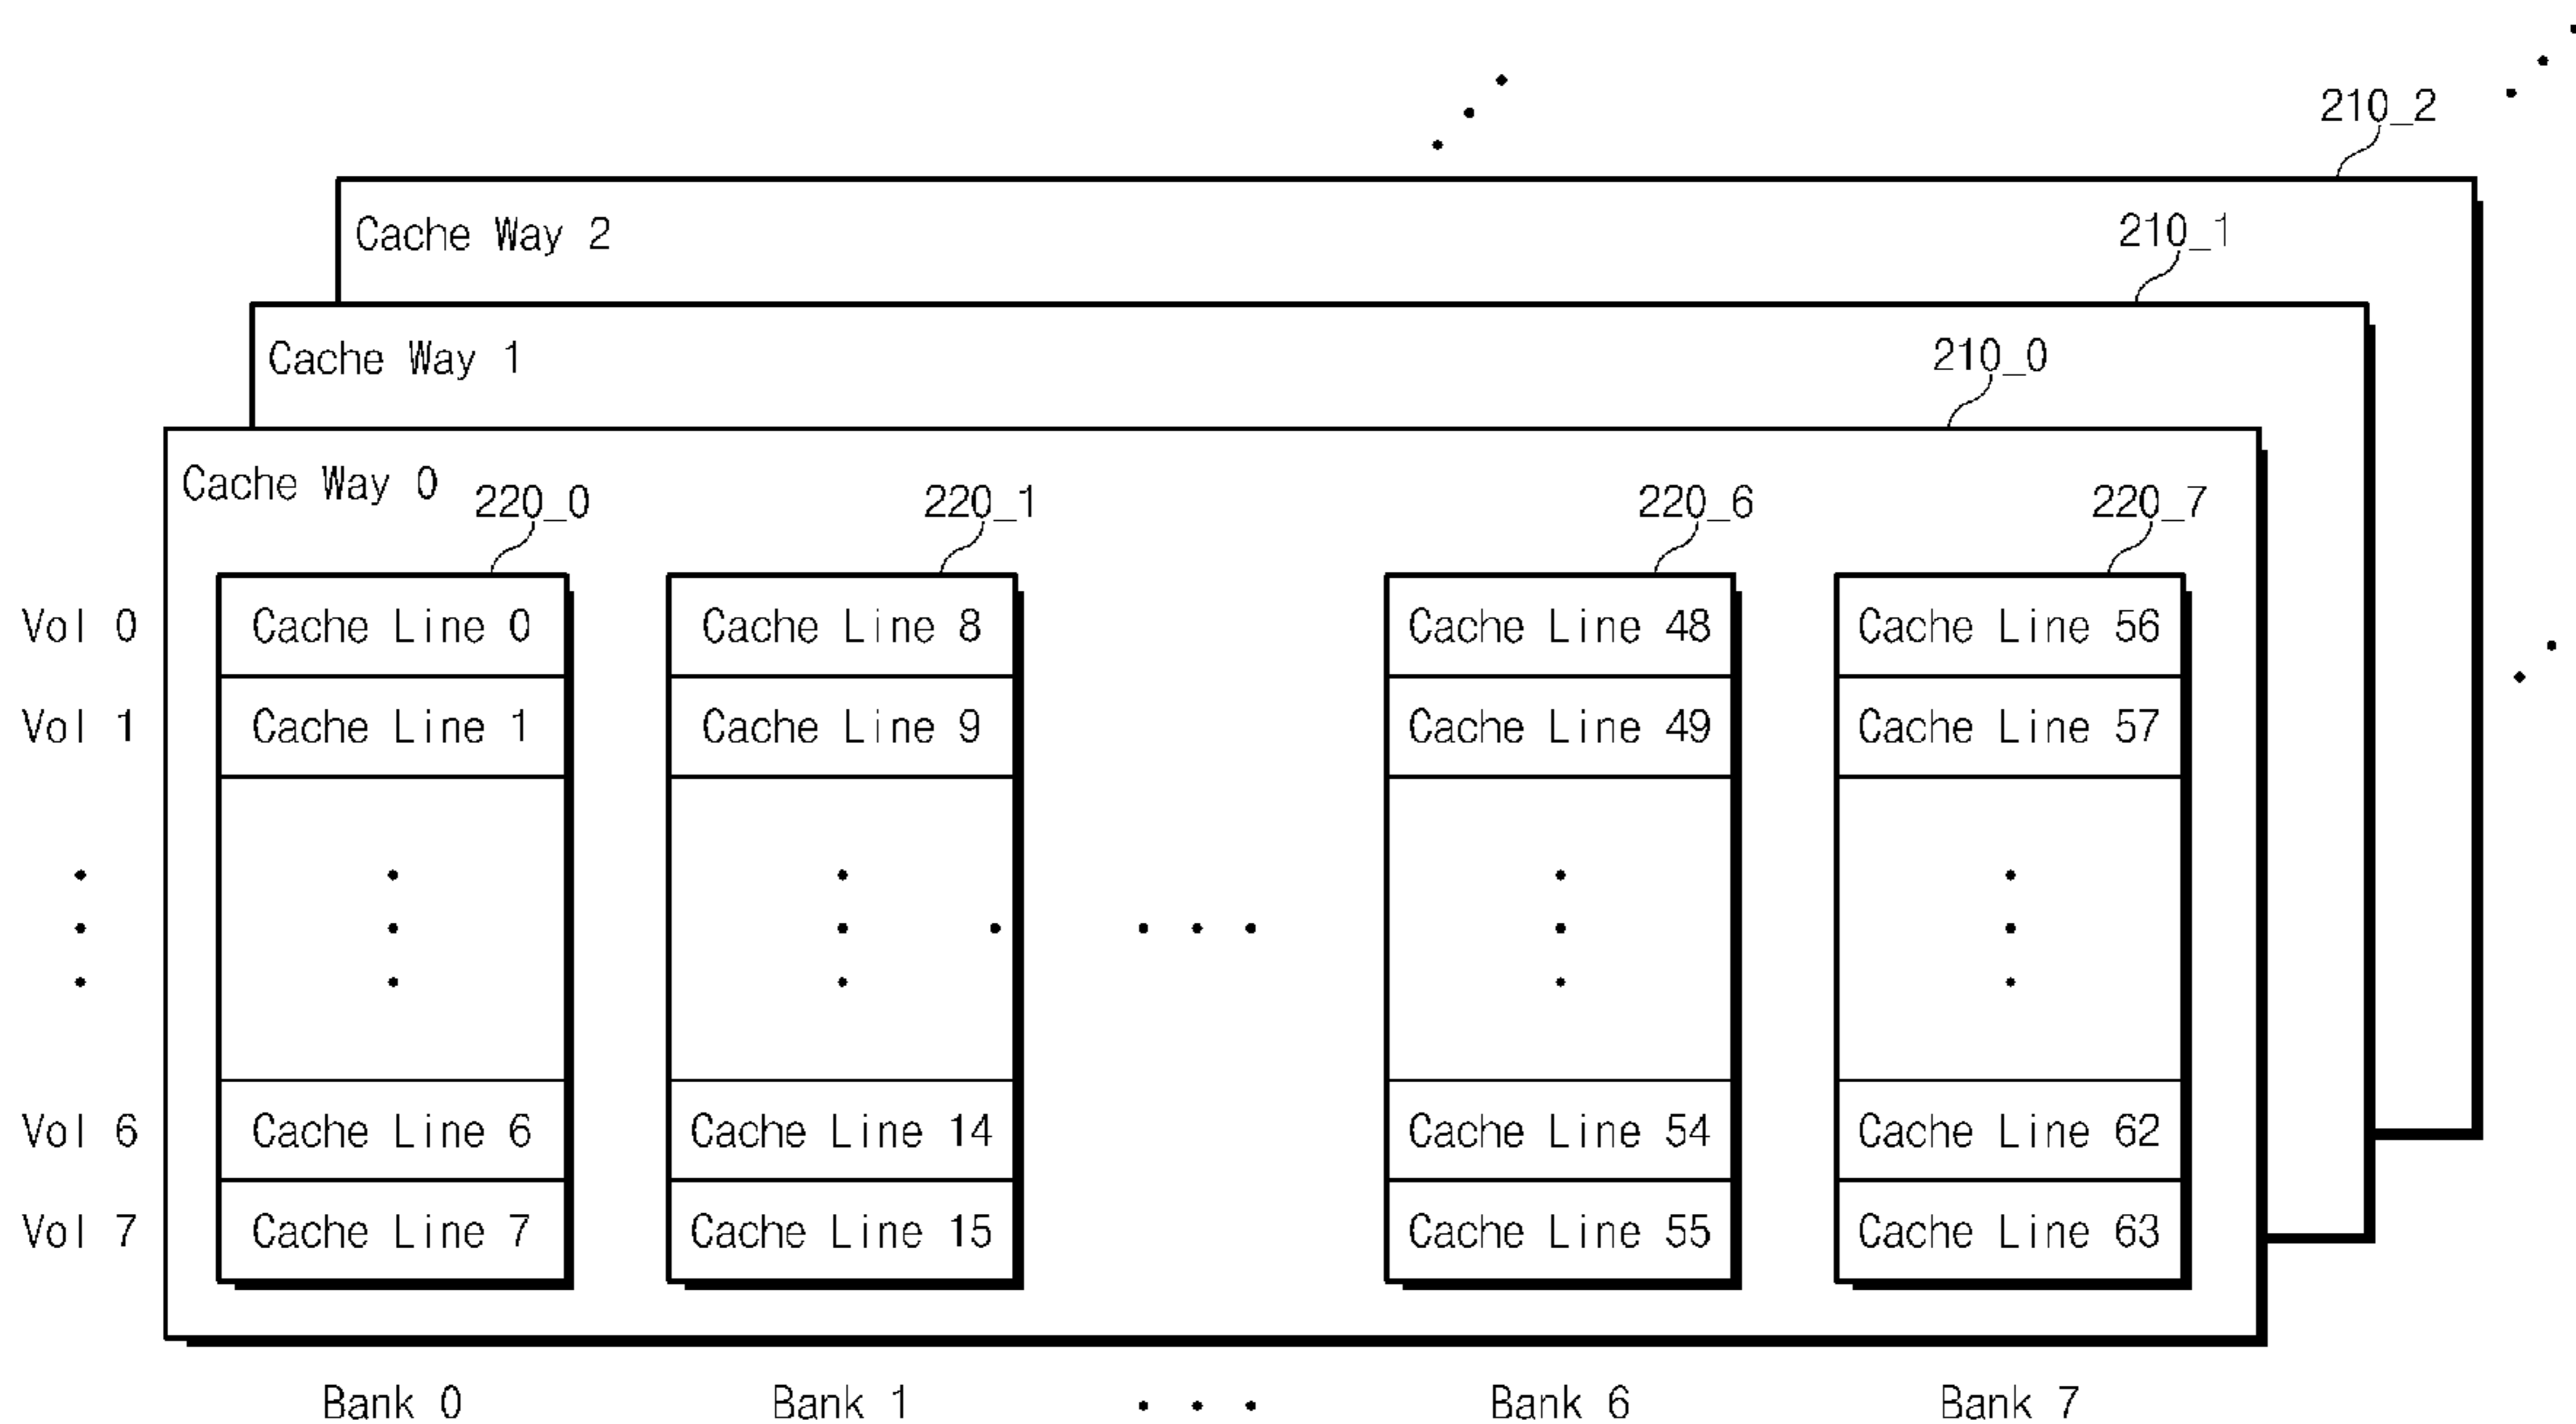 210_2
Cache Way 2
210_1
Cache Way 1
210_0
Cache Way 0
220_0 220_1 220_6 220_7
Vol 0 Cache Line 0 Cache Line 8 Cache Line 48 Cache Line 56
Vol 1 Cache Line 1 Cache Line 9 Cache Line 49 Cache Line 57
Vol 6 Cache Line 6 Cache Line 14 Cache Line 54 Cache Line 62
Vol 7 Cache Line 7 Cache Line 15 Cache Line 55 Cache Line 63
Bank 0 Bank 1 . . . Bank 6 Bank 7